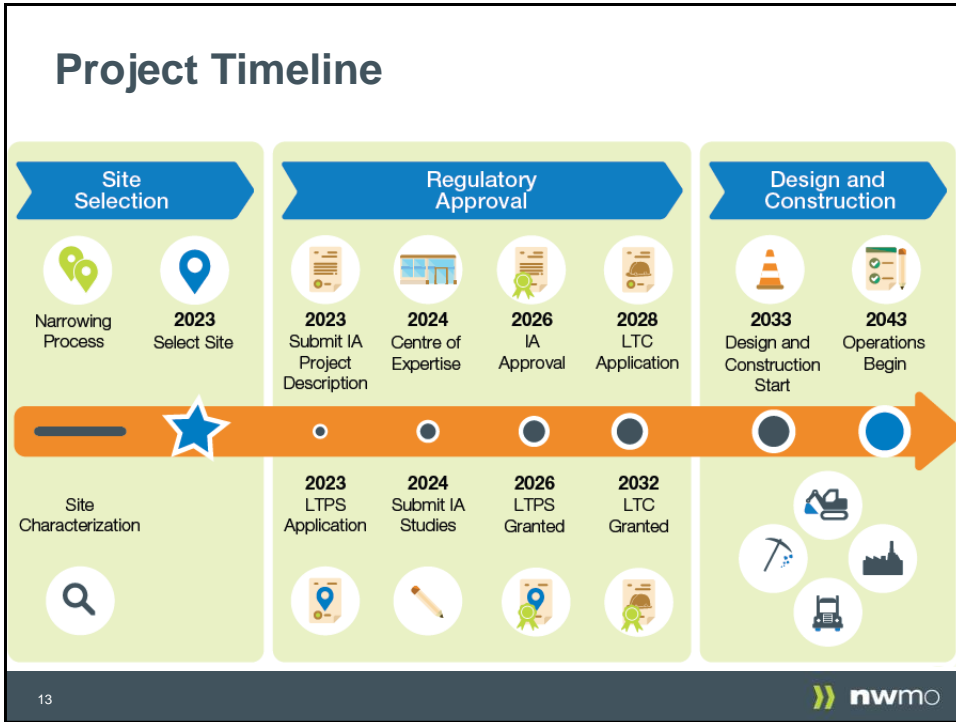 Project Timeline
Site
Selection
Regulatory
Approval
Design and
Construction
Narrowing
Process
2023
Select Site
2023
Submit IA
Project
Description
2024
Centre of
Expertise
2026
IA
Approval
2028
LTC
Application
2033
Design and
Construction
Start
2043
Operations
Begin
Site
Characterization
2023
LTPS
Application
2024
Submit IA
Studies
2026
LTPS
Granted
2032
LTC
Granted
13
nwmo